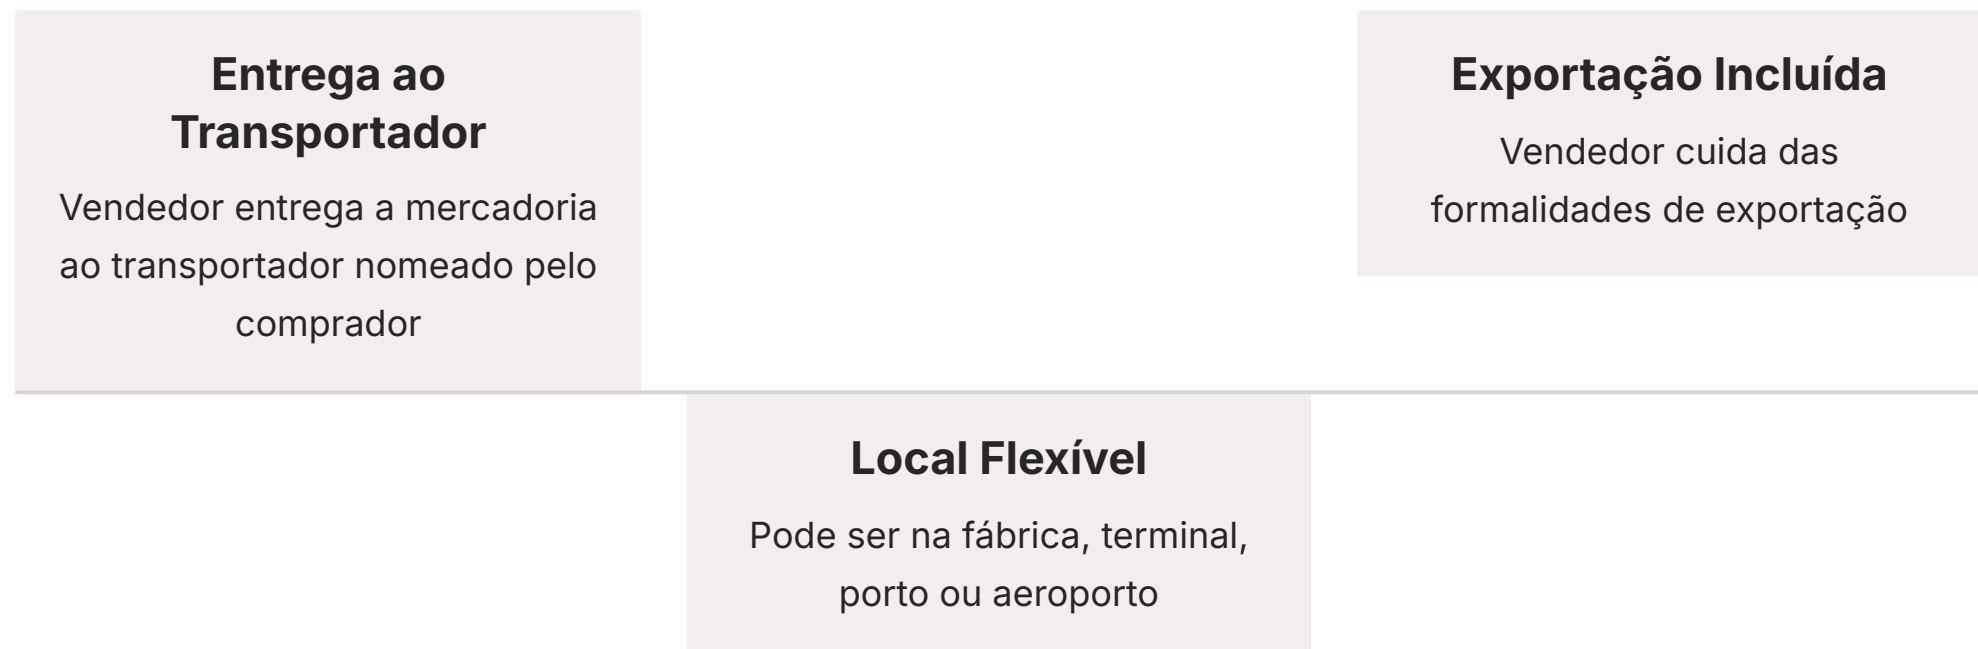 Entrega ao
Transportador
Vendedor entrega a mercadoria
ao transportador nomeado pelo
comprador
Exportação Incluída
Vendedor cuida das
formalidades de exportação
Local Flexível
Pode ser na fábrica, terminal,
porto ou aeroporto